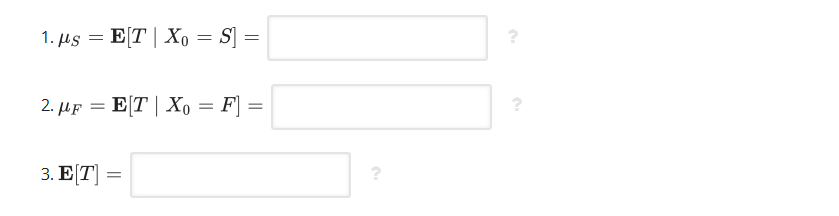 1. μ_S = E[T | X_0 = S] = ?
2. μ_F = E[T | X_0 = F] = ?
3. E[T] = ?